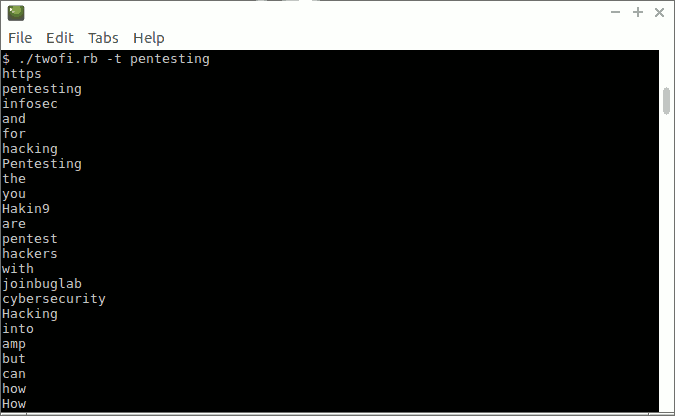 File Edit Tabs Help
$ ./twofi.rb -t pentesting
https
pentesting
infosec
and
for
hacking
Pentesting
the
you
Hakin9
are
pentest
hackers
with
joinbuglab
cybersecurity
Hacking
into
amp
but
can
how
How